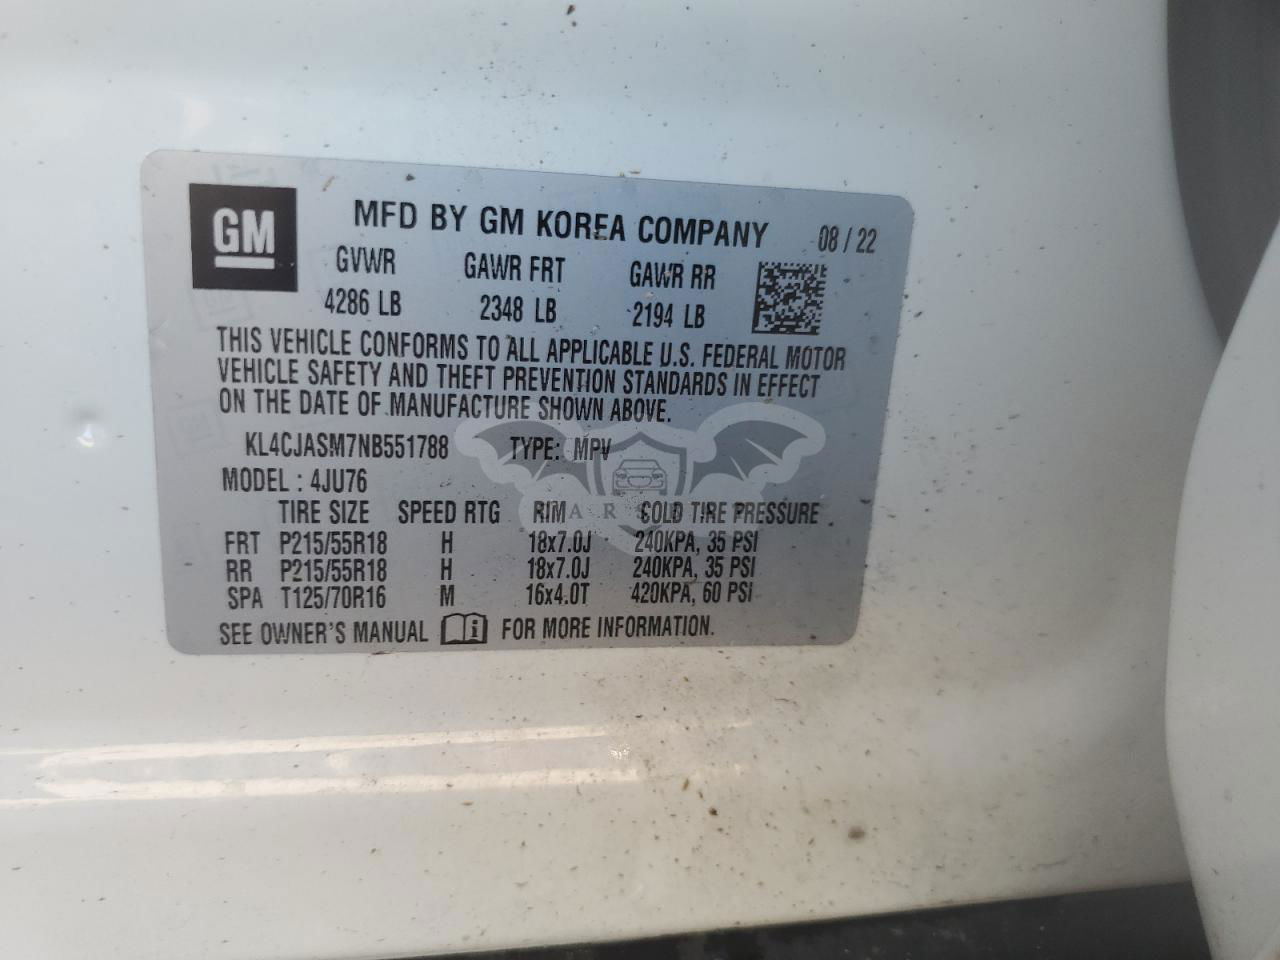 GM
MFD BY GM KOREA COMPANY 08 / 22
GVWR GAWR FRT GAWR RR
4286 LB 2348 LB 2194 LB
THIS VEHICLE CONFORMS TO ALL APPLICABLE U.S. FEDERAL MOTOR
VEHICLE SAFETY AND THEFT PREVENTION STANDARDS IN EFFECT
ON THE DATE OF MANUFACTURE SHOWN ABOVE.
KL4CJASM7NB551788 TYPE: MPV
MODEL : 4JU76
TIRE SIZE SPEED RTG RIM COLD TIRE PRESSURE
FRT P215/55R18 H 18x7.0J 240KPA, 35 PSI
RR P215/55R18 H 18x7.0J 240KPA, 35 PSI
SPA T125/70R16 M 16x4.0T 420KPA, 60 PSI
SEE OWNER'S MANUAL i FOR MORE INFORMATION.